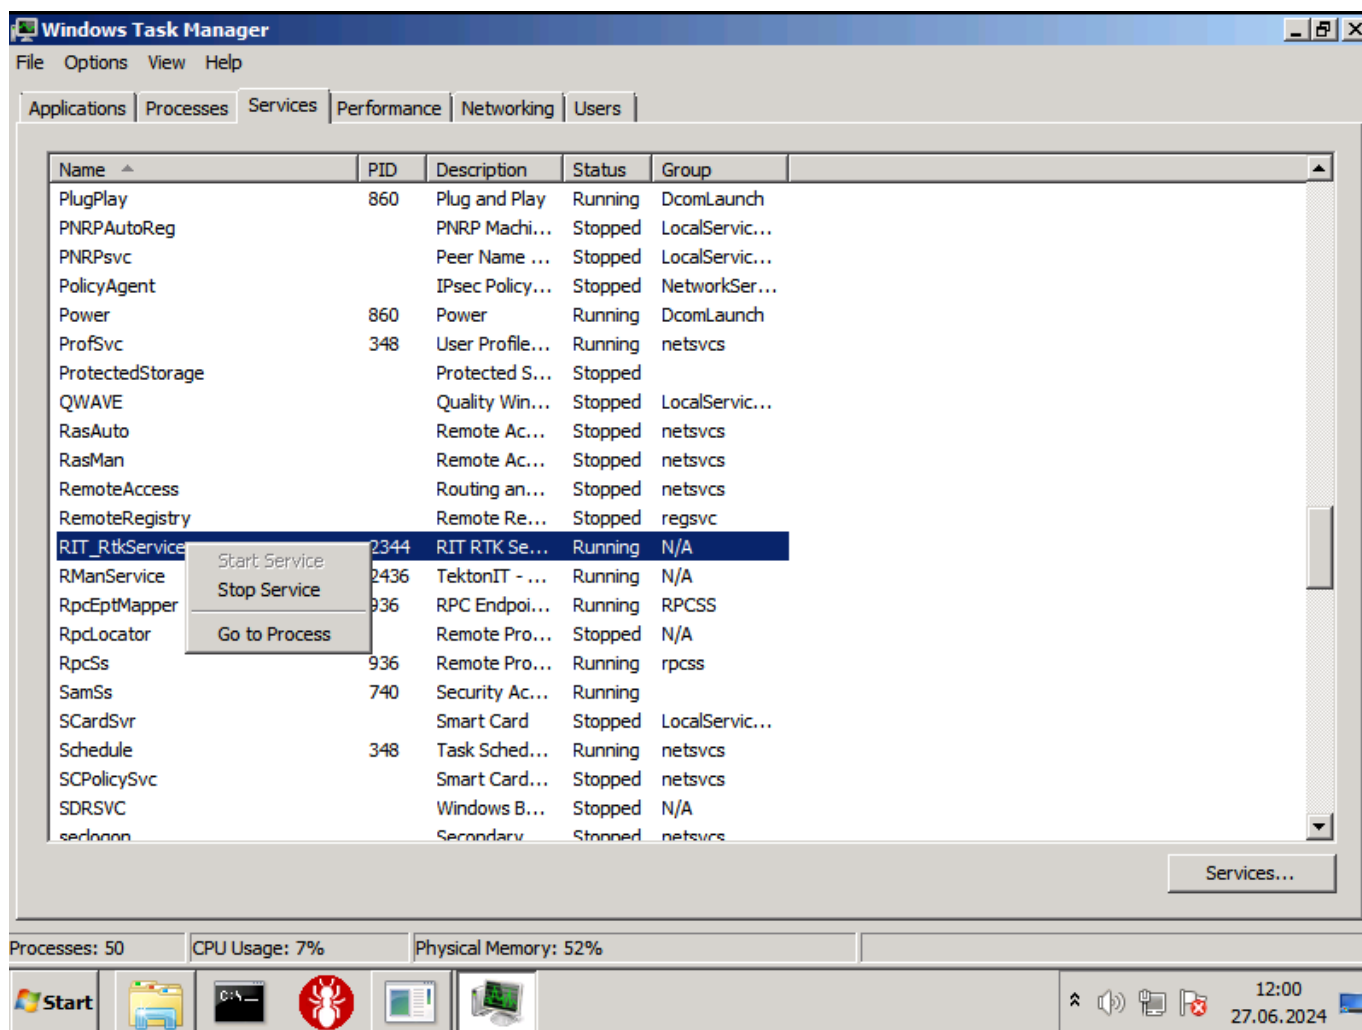 Windows Task Manager
File Options View Help
Applications Processes Services Performance Networking Users
Name PID Description Status Group
PlugPlay 860 Plug and Play Running DcomLaunch
PNRPAutoReg PNRP Machi... Stopped LocalServic...
PNRPsvc Peer Name ... Stopped LocalServic...
PolicyAgent IPsec Policy... Stopped NetworkSer...
Power 860 Power Running DcomLaunch
ProfSvc 348 User Profile... Running netsvcs
ProtectedStorage Protected S... Stopped
QWAVE Quality Win... Stopped LocalServic...
RasAuto Remote Ac... Stopped netsvcs
RasMan Remote Ac... Stopped netsvcs
RemoteAccess Routing an... Stopped netsvcs
RemoteRegistry Remote Re... Stopped regsvc
RIT_RtkService 2344 RIT RTK Se... Running N/A
Start Service
RManService 2436 TektonIT - ... Running N/A
Stop Service
RpcEptMapper 936 RPC Endpoi... Running RPCSS
RpcLocator Go to Process Remote Pro... Stopped N/A
RpcSs 936 Remote Pro... Running rpcss
SamSs 740 Security Ac... Running
SCardSvr Smart Card Stopped LocalServic...
Schedule 348 Task Sched... Running netsvcs
SCPolicySvc Smart Card... Stopped netsvcs
SDRSVC Windows B... Stopped N/A
seclogon Secondary Stopped netsvcs
Services...
Processes: 50 CPU Usage: 7% Physical Memory: 52%
Start C:\ 12:00
27.06.2024